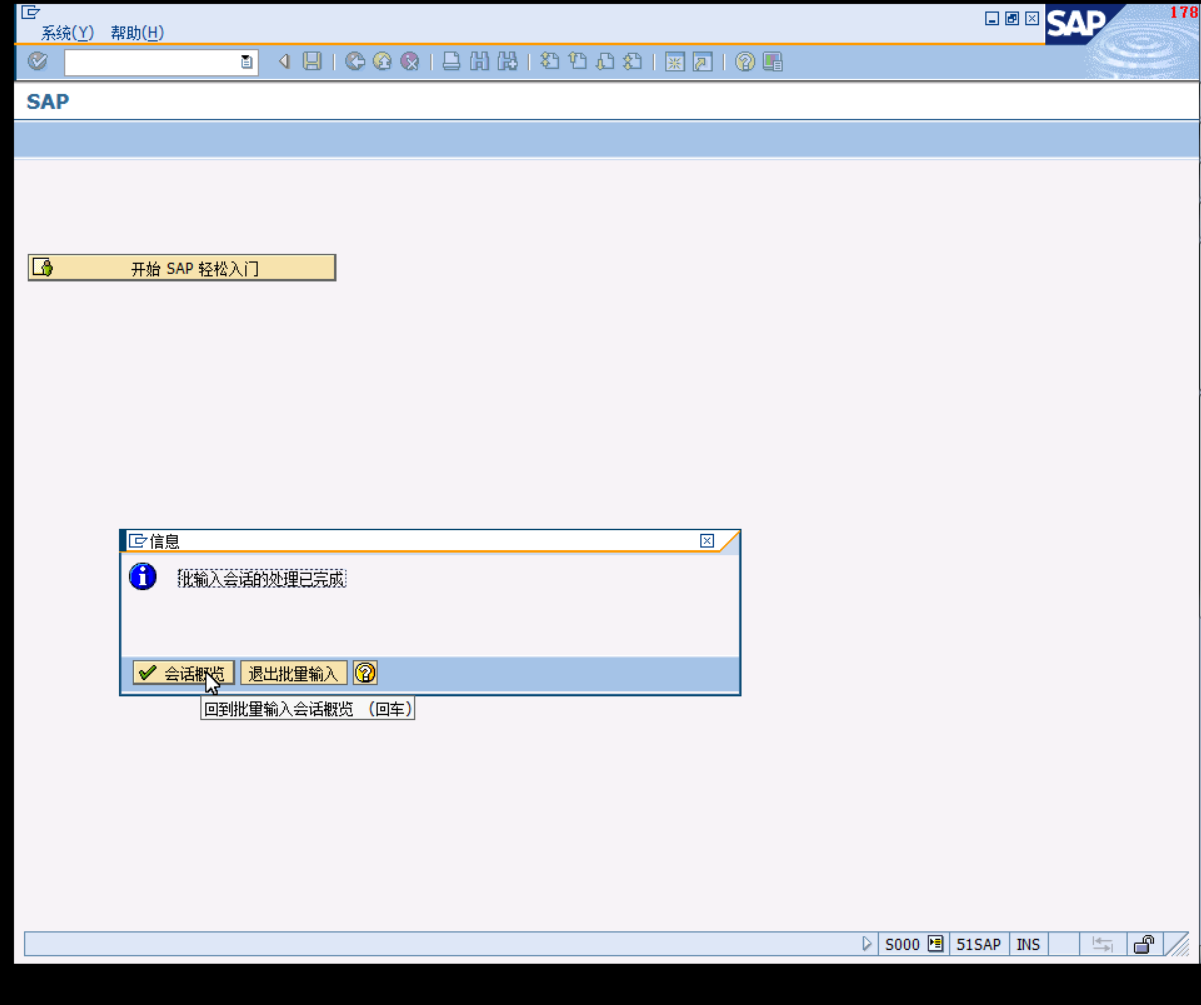 178
SAP
系统(Y) 帮助(H)
SAP
开始 SAP 轻松入门
信息
批输入会话的处理已完成
会话概览 退出批量输入
回到批量输入会话概览 (回车)
S000 51SAP INS